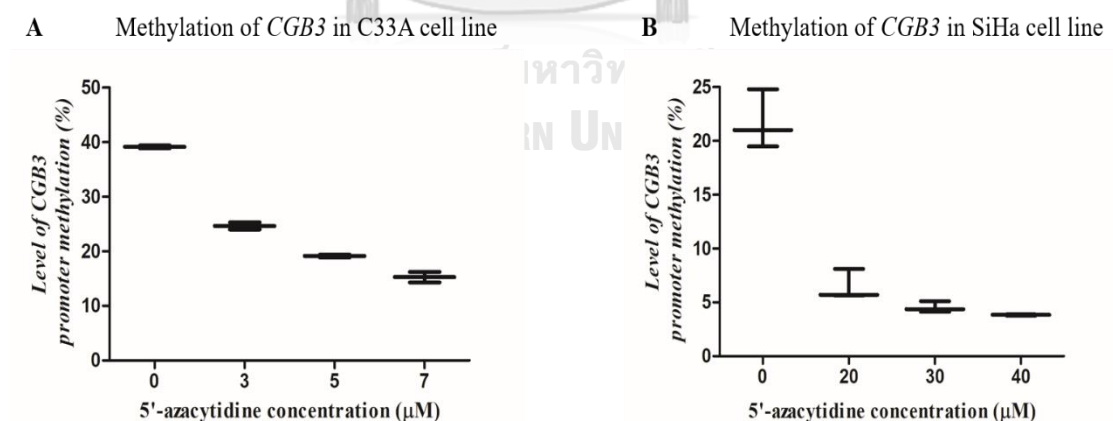 A Methylation of CGB3 in C33A cell line
Level of CGB3
promoter methylation (%)
50
40
30
20
10
0
0 3 5 7
5'-azacytidine concentration (μM)
B Methylation of CGB3 in SiHa cell line
Level of CGB3
promoter methylation (%)
25
20
15
10
5
0
0 20 30 40
5'-azacytidine concentration (μM)